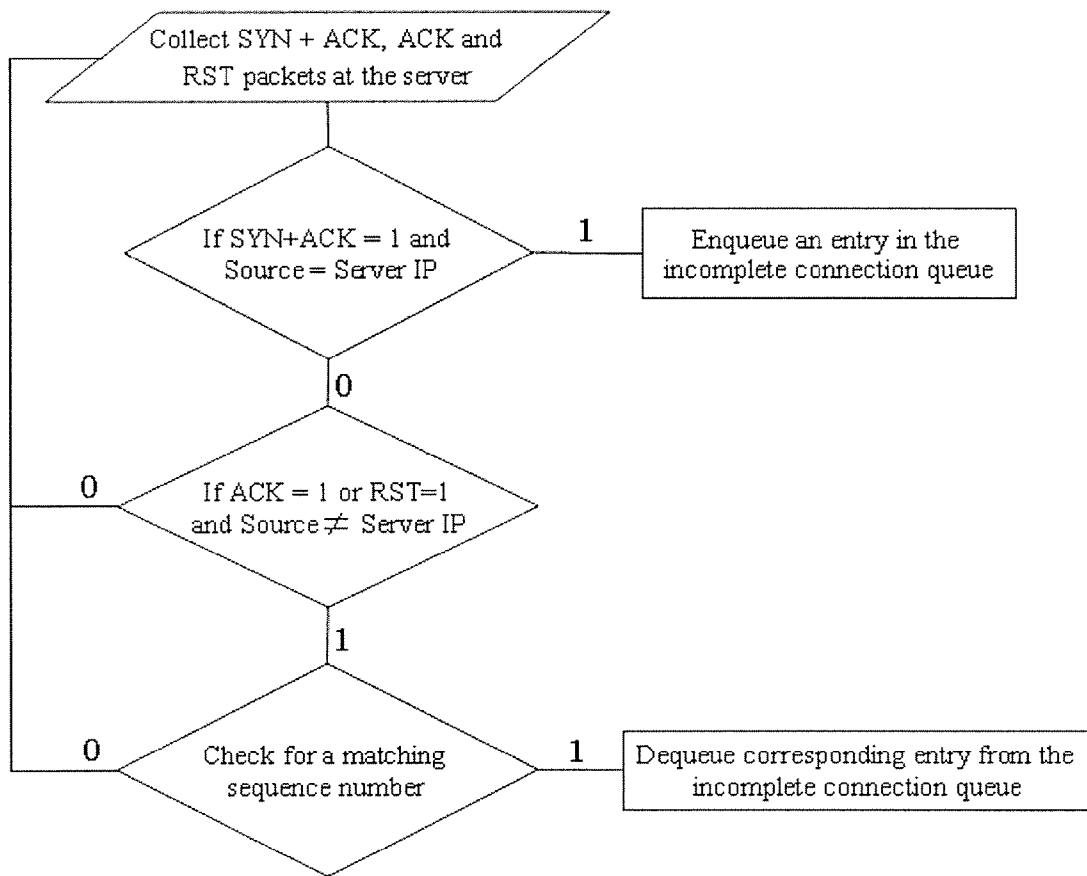 Collect SYN + ACK, ACK and
RST packets at the server
If SYN+ACK = 1 and
Source = Server IP
1
Enqueue an entry in the
incomplete connection queue
0
If ACK = 1 or RST=1
and Source ≠ Server IP
0
1
Check for a matching
sequence number
0
1
Dequeue corresponding entry from the
incomplete connection queue